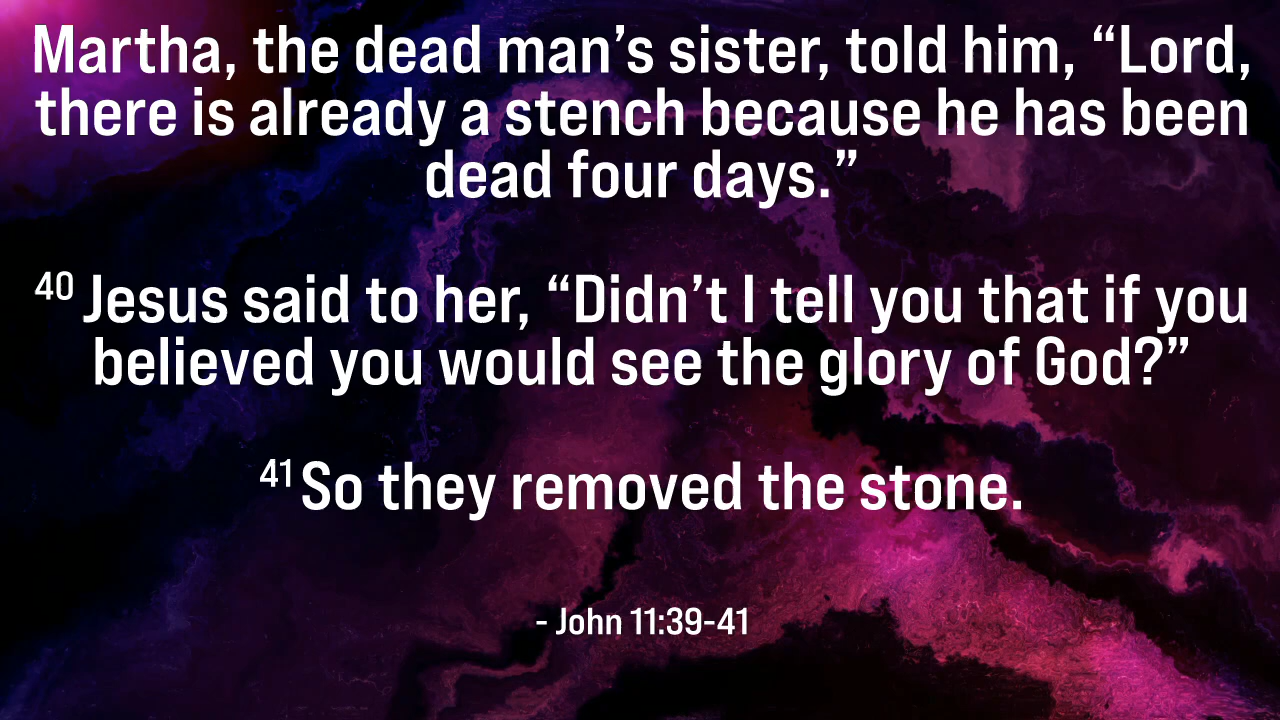 Martha, the dead man’s sister, told him, “Lord,
there is already a stench because he has been
dead four days.”
40 Jesus said to her, “Didn’t I tell you that if you
believed you would see the glory of God?”
41 So they removed the stone.
- John 11:39-41